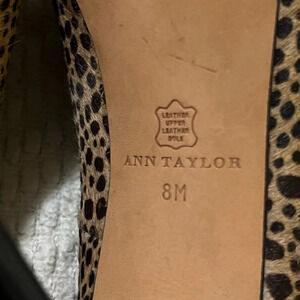 LEATHER
UPPER
LEATHER
SOLE
ANN TAYLOR
8M